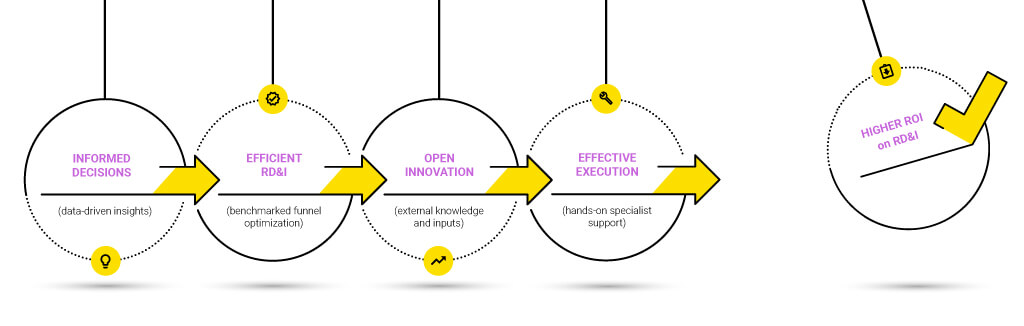 INFORMED
DECISIONS
(data-driven insights)
EFFICIENT
RD&I
(benchmarked funnel
optimization)
OPEN
INNOVATION
(external knowledge
and inputs)
EFFECTIVE
EXECUTION
(hands-on specialist
support)
HIGHER ROI
on RD&I